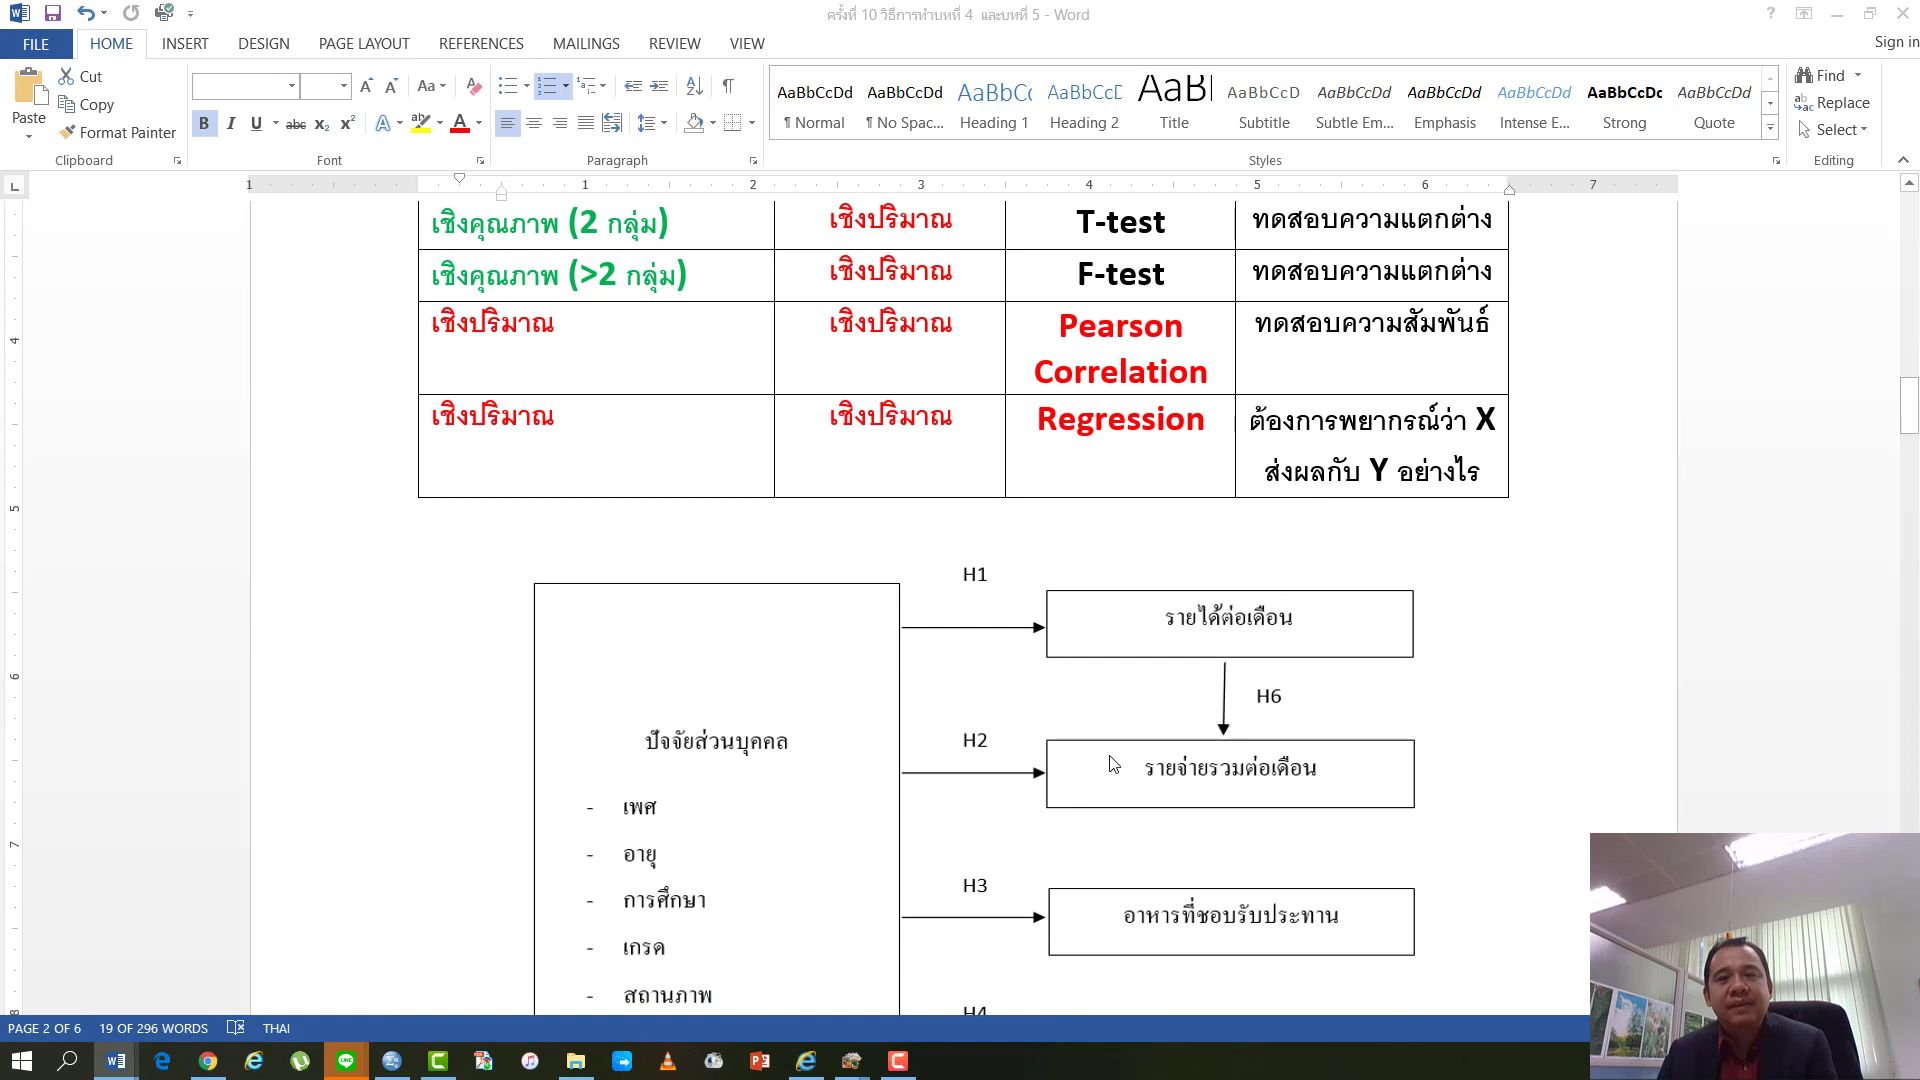 ครั้งที่ 10 วิธีการทำบทที่ 4 และบทที่ 5 - Word
Sign in
FILE HOME INSERT DESIGN PAGE LAYOUT REFERENCES MAILINGS REVIEW VIEW
Paste
Cut
Copy
Format Painter
Clipboard
Font
Paragraph
AaBbCcDd AaBbCcDd AaBbCc AaBbCcD AaBl AaBbCcD AaBbCcDd AaBbCcDd AaBbCcDd AaBbCcDc AaBbCcDd
¶ Normal ¶ No Spac... Heading 1 Heading 2 Title Subtitle Subtle Em... Emphasis Intense E... Strong Quote
Styles
Find
Replace
Select
Editing
1 1 2 3 4 5 6 7
เชิงคุณภาพ (2 กลุ่ม) เชิงปริมาณ T-test ทดสอบความแตกต่าง
เชิงคุณภาพ (>2 กลุ่ม) เชิงปริมาณ F-test ทดสอบความแตกต่าง
เชิงปริมาณ เชิงปริมาณ Pearson Correlation ทดสอบความสัมพันธ์
เชิงปริมาณ เชิงปริมาณ Regression ต้องการพยากรณ์ว่า X
ส่งผลกับ Y อย่างไร
H1
รายได้ต่อเดือน
H6
ปัจจัยส่วนบุคคล
H2
รายจ่ายรวมต่อเดือน
- เพศ
- อายุ
H3
- การศึกษา
อาหารที่ชอบรับประทาน
- เกรด
- สถานภาพ
H4
4
5
6
7
8
PAGE 2 OF 6 19 OF 296 WORDS THAI